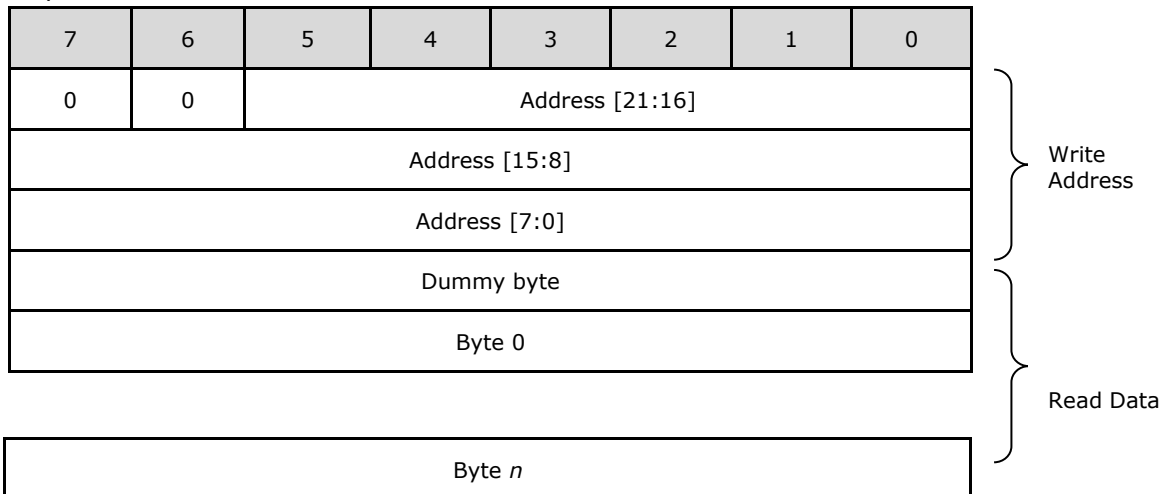 7 6 5 4 3 2 1 0
0 0 Address [21:16]
Address [15:8]
Write
Address
Address [7:0]
Dummy byte
Byte 0
Read Data
Byte n